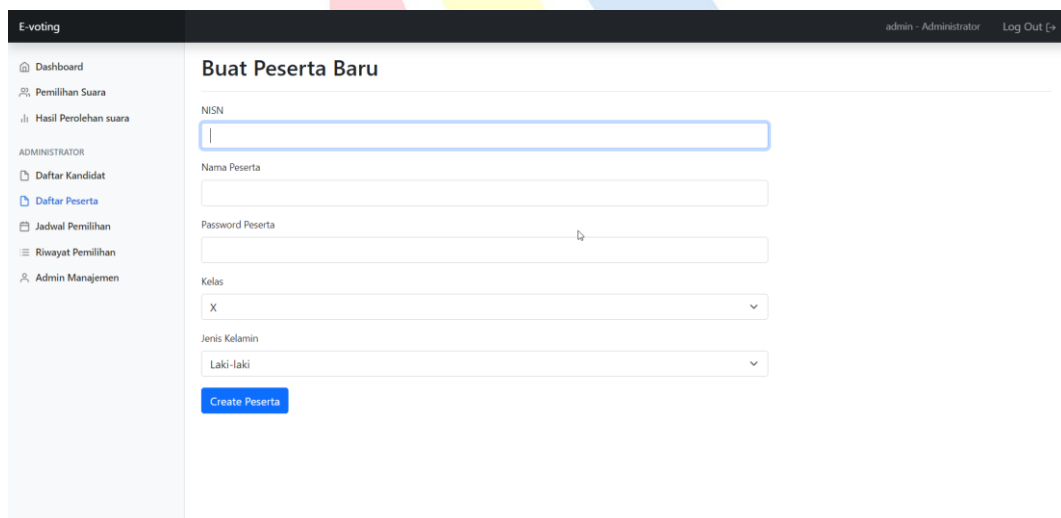 E-voting
admin - Administrator
Log Out
Dashboard
Pemilihan Suara
Hasil Perolehan suara
ADMINISTRATOR
Daftar Kandidat
Daftar Peserta
Jadwal Pemilihan
Riwayat Pemilihan
Admin Manajemen
Buat Peserta Baru
NISN
Nama Peserta
Password Peserta
Kelas
X
Jenis Kelamin
Laki-laki
Create Peserta